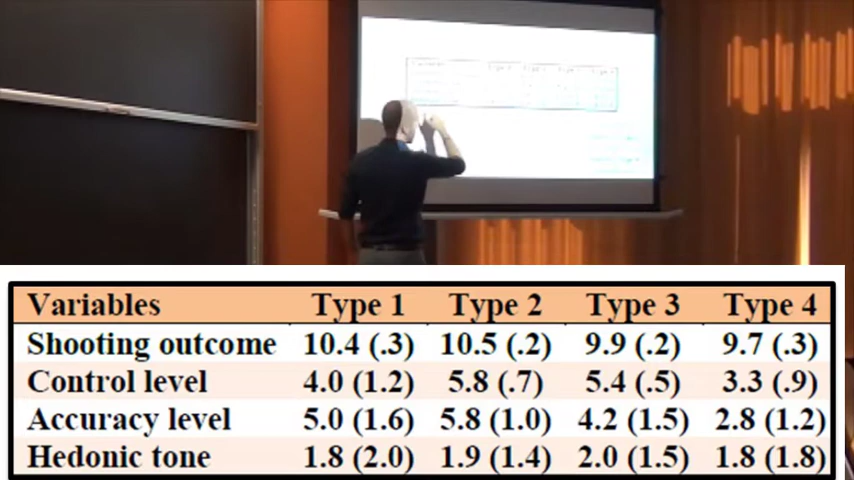 Variables Type 1 Type 2 Type 3 Type 4
Shooting outcome 10.4 (.3) 10.5 (.2) 9.9 (.2) 9.7 (.3)
Control level 4.0 (1.2) 5.8 (.7) 5.4 (.5) 3.3 (.9)
Accuracy level 5.0 (1.6) 5.8 (1.0) 4.2 (1.5) 2.8 (1.2)
Hedonic tone 1.8 (2.0) 1.9 (1.4) 2.0 (1.5) 1.8 (1.8)